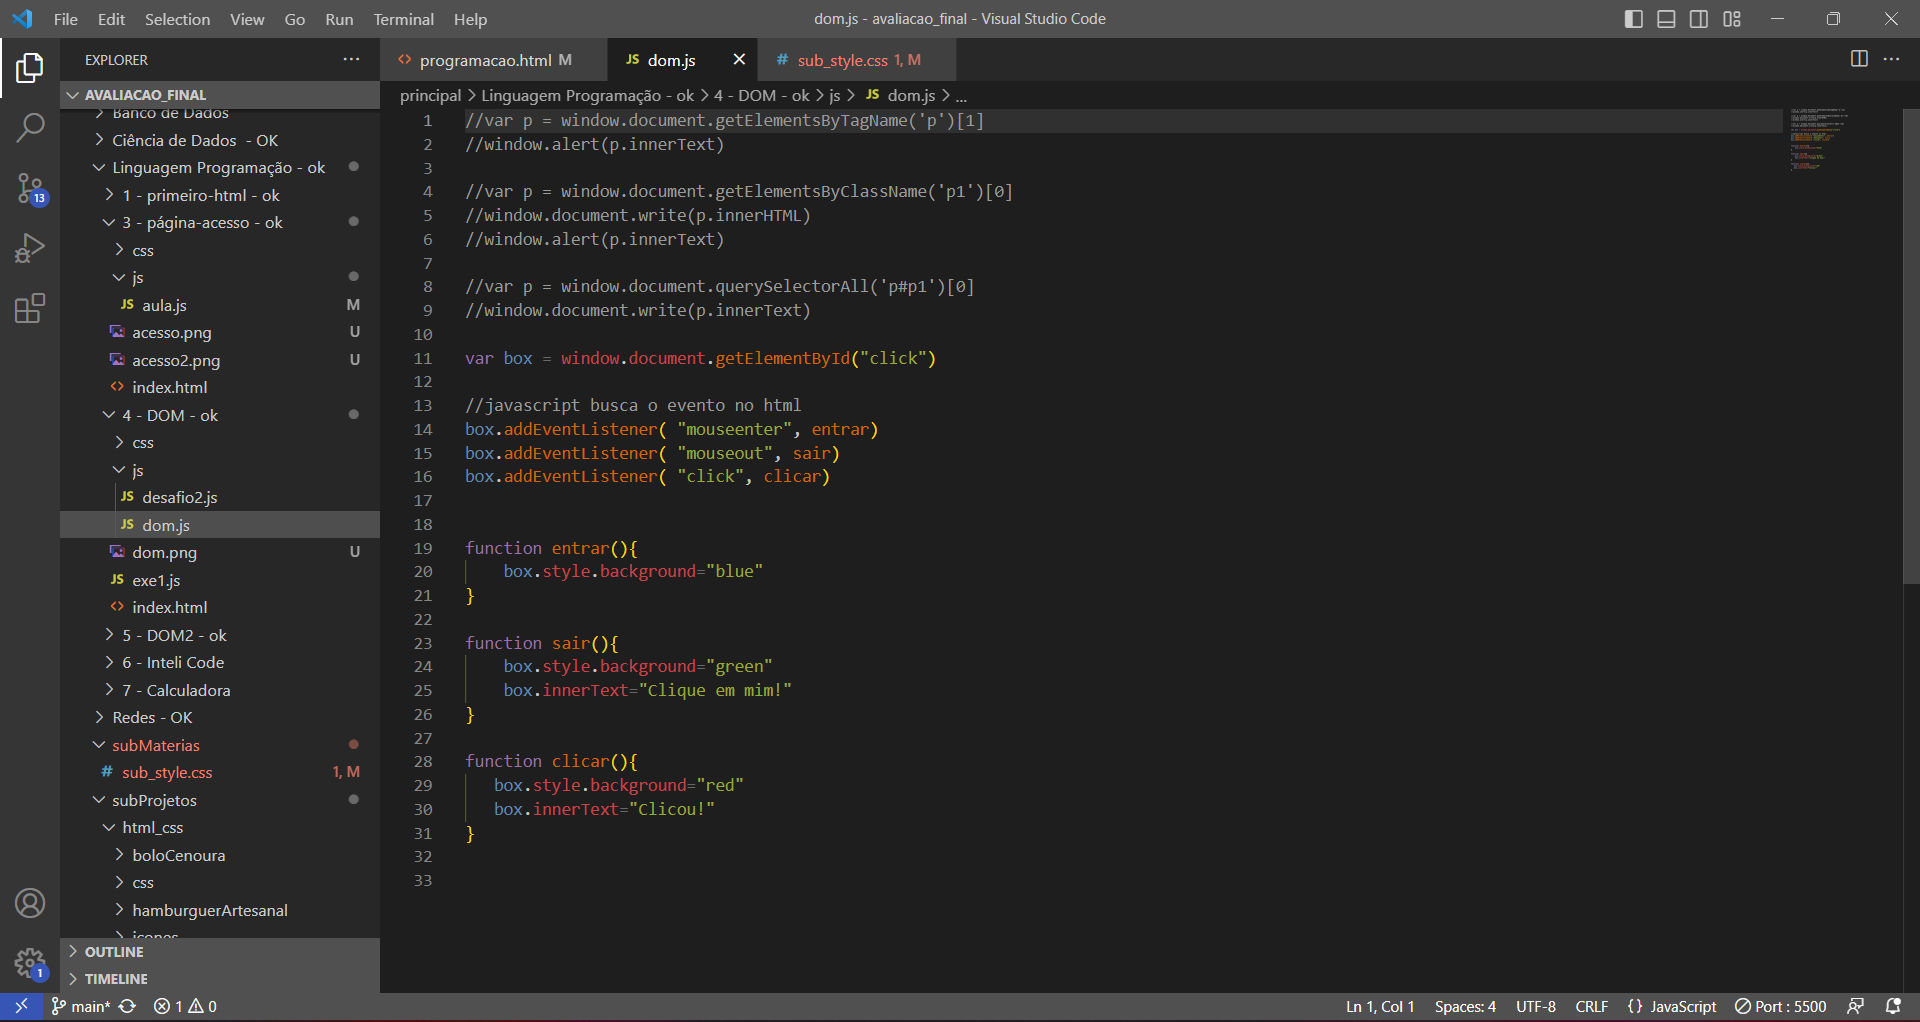 File Edit Selection View Go Run Terminal Help
dom.js - avaliacao_final - Visual Studio Code
EXPLORER
AVALIACAO_FINAL
Banco de Dados
Ciência de Dados - OK
Linguagem Programação - ok
1 - primeiro-html - ok
3 - página-acesso - ok
css
js
JS aula.js M
acesso.png U
acesso2.png U
index.html
4 - DOM - ok
css
js
JS desafio2.js
JS dom.js
dom.png U
JS exe1.js
index.html
5 - DOM2 - ok
6 - Inteli Code
7 - Calculadora
Redes - OK
subMaterias
# sub_style.css 1, M
subProjetos
html_css
boloCenoura
css
hamburguerArtesanal
icones
OUTLINE
TIMELINE
13
1
programacao.html M
JS dom.js
# sub_style.css 1, M
principal > Linguagem Programação - ok > 4 - DOM - ok > js > JS dom.js > ...
1 //var p = window.document.getElementsByTagName('p')[1]
2 //window.alert(p.innerText)
3
4 //var p = window.document.getElementsByClassName('p1')[0]
5 //window.document.write(p.innerHTML)
6 //window.alert(p.innerText)
7
8 //var p = window.document.querySelectorAll('p#p1')[0]
9 //window.document.write(p.innerText)
10
11 var box = window.document.getElementById("click")
12
13 //javascript busca o evento no html
14 box.addEventListener( "mouseenter", entrar)
15 box.addEventListener( "mouseout", sair)
16 box.addEventListener( "click", clicar)
17
18
19 function entrar(){
20 box.style.background="blue"
21 }
22
23 function sair(){
24 box.style.background="green"
25 box.innerText="Clique em mim!"
26 }
27
28 function clicar(){
29 box.style.background="red"
30 box.innerText="Clicou!"
31 }
32
33
main* 1 0
Ln 1, Col 1 Spaces: 4 UTF-8 CRLF {} JavaScript Port : 5500